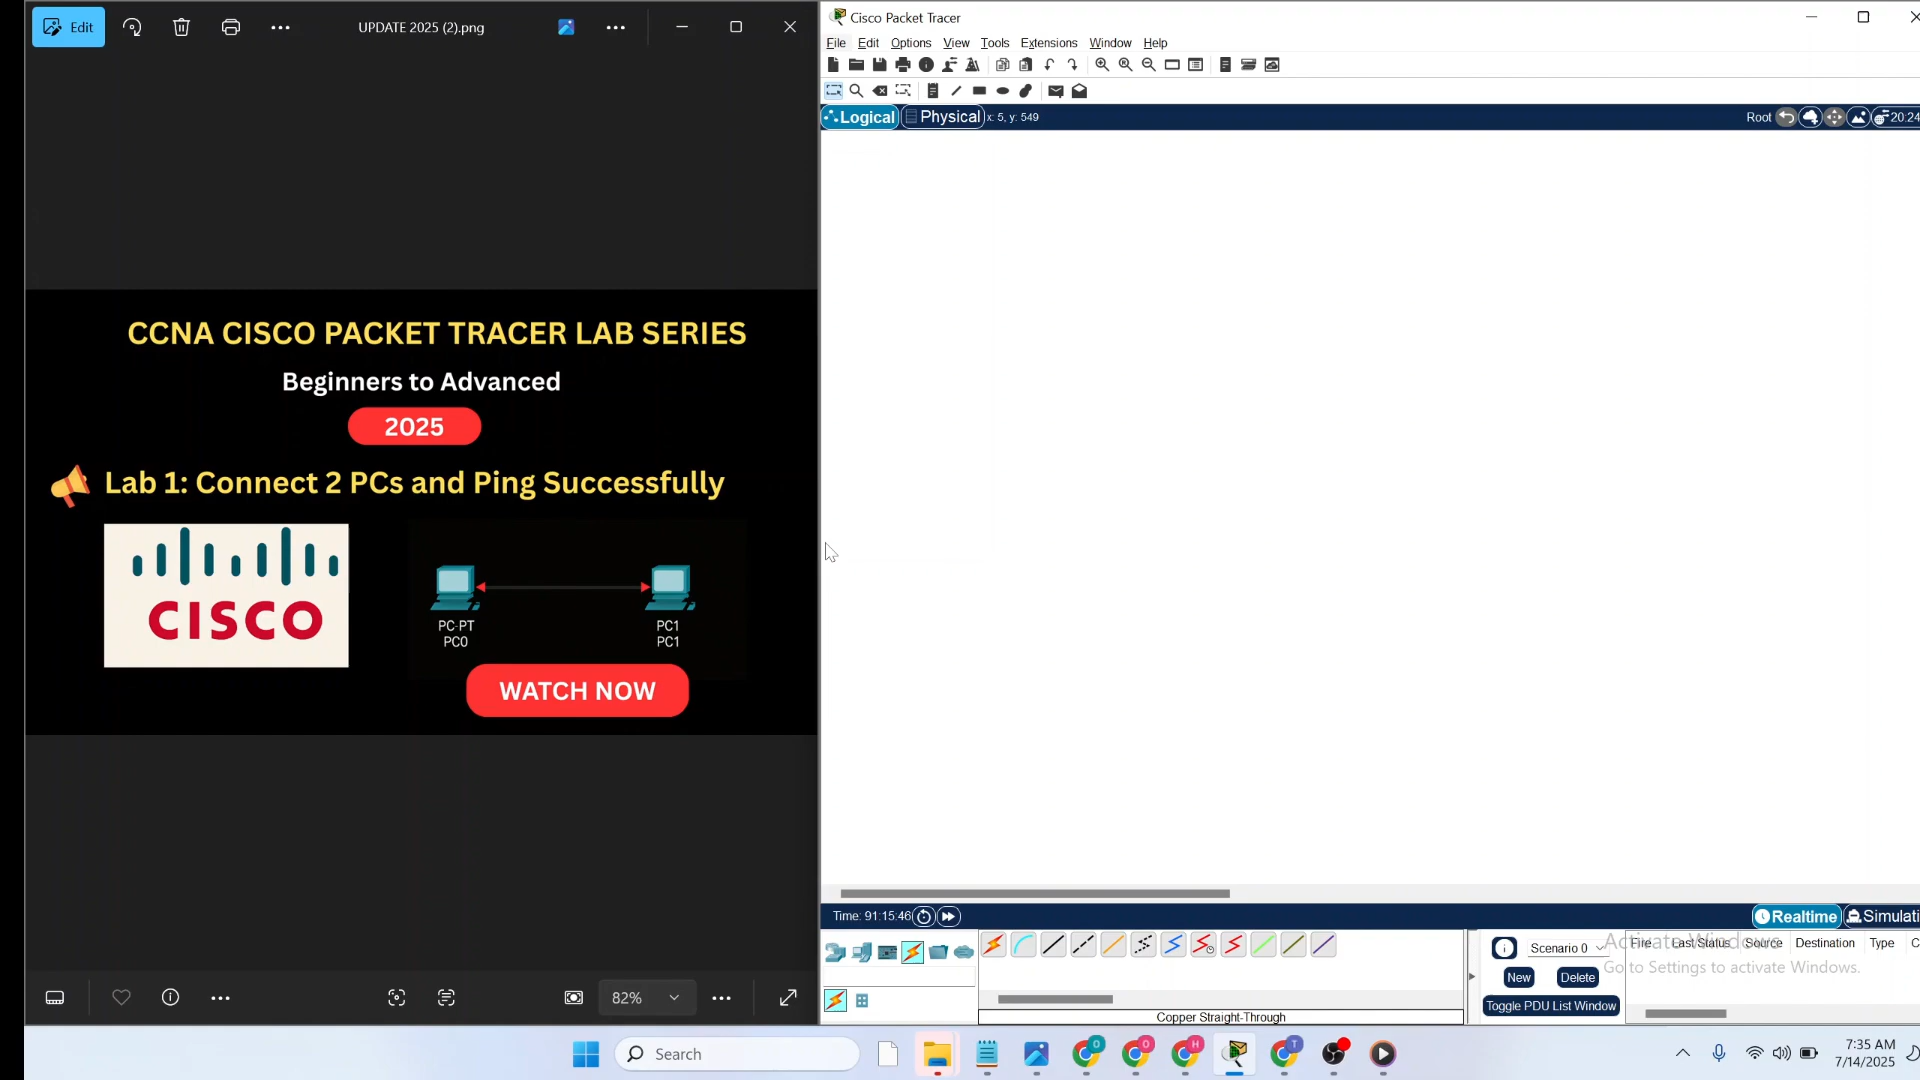 Edit
UPDATE 2025 (2).png
CCNA CISCO PACKET TRACER LAB SERIES
Beginners to Advanced
2025
Lab 1: Connect 2 PCs and Ping Successfully
CISCO
PC-PT
PC0
PC1
PC1
WATCH NOW
82%
Cisco Packet Tracer
File Edit Options View Tools Extensions Window Help
Logical Physical x: 5, y: 549
Root 20:24
Time: 91:15:46
Realtime Simulati
Scenario 0
New Delete
Toggle PDU List Window
Fire Last Status Source Destination Type C
Activate Windows
Go to Settings to activate Windows.
Copper Straight-Through
Search
7:35 AM
7/14/2025